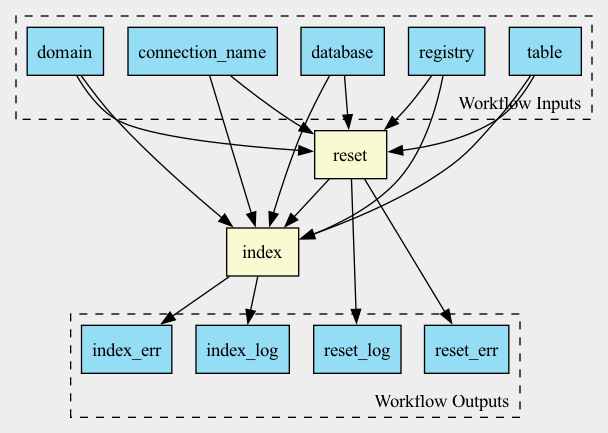 domain
connection_name
database
registry
table
Workflow Inputs
reset
index
index_err
index_log
reset_log
reset_err
Workflow Outputs